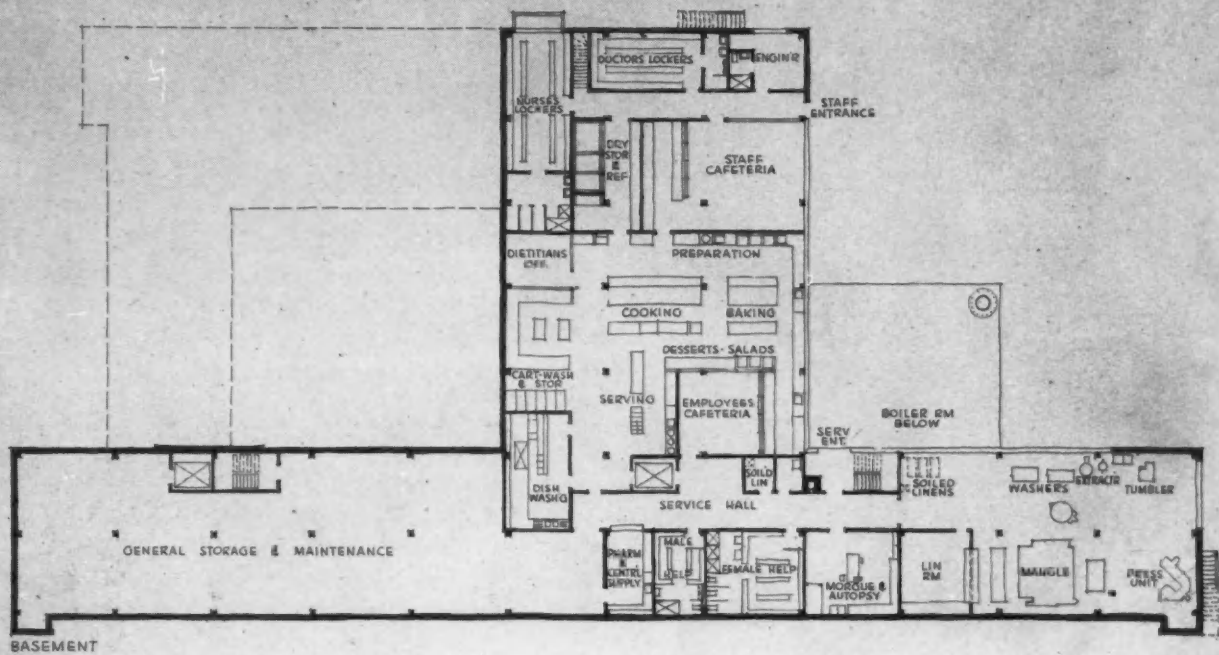 DOCTORS LOCKERS
ENGIN'R
NURSES
LOCKERS
STAFF
ENTRANCE
DRY
STOR
&
REF
STAFF
CAFETERIA
DIETITIANS
OFF.
PREPARATION
COOKING
BAKING
DESSERTS - SALADS
CART-WASH
& STOR
SERVING
EMPLOYEES
CAFETERIA
BOILER RM
BELOW
SERV
ENT.
DISH
WASH'G
SOIL'D
LIN
SERVICE HALL
SOILED
LINENS
WASHERS
EXTRACTR
TUMBLER
GENERAL STORAGE & MAINTENANCE
PHARM
&
CENTRL
SUPPLY
MALE
HELP
FEMALE HELP
MORGUE &
AUTOPSY
LIN
RM
MANGLE
PRESS
UNIT
BASEMENT